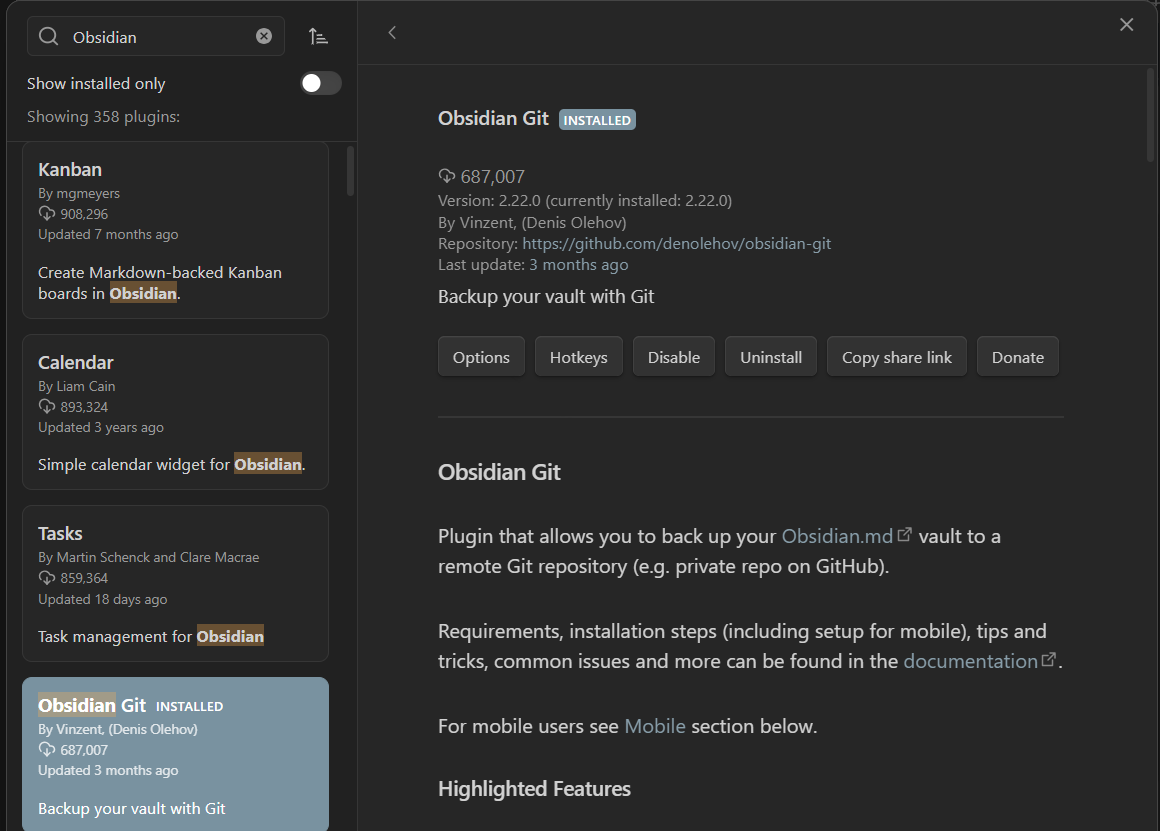 Obsidian
Show installed only
Showing 358 plugins:
Kanban
By mgmeyers
908,296
Updated 7 months ago
Create Markdown-backed Kanban
boards in Obsidian.
Calendar
By Liam Cain
893,324
Updated 3 years ago
Simple calendar widget for Obsidian.
Tasks
By Martin Schenck and Clare Macrae
859,364
Updated 18 days ago
Task management for Obsidian
Obsidian Git INSTALLED
By Vinzent, (Denis Olehov)
687,007
Updated 3 months ago
Backup your vault with Git
Obsidian Git INSTALLED
687,007
Version: 2.22.0 (currently installed: 2.22.0)
By Vinzent, (Denis Olehov)
Repository: https://github.com/denolehov/obsidian-git
Last update: 3 months ago
Backup your vault with Git
Options Hotkeys Disable Uninstall Copy share link Donate
Obsidian Git
Plugin that allows you to back up your Obsidian.md vault to a
remote Git repository (e.g. private repo on GitHub).
Requirements, installation steps (including setup for mobile), tips and
tricks, common issues and more can be found in the documentation.
For mobile users see Mobile section below.
Highlighted Features